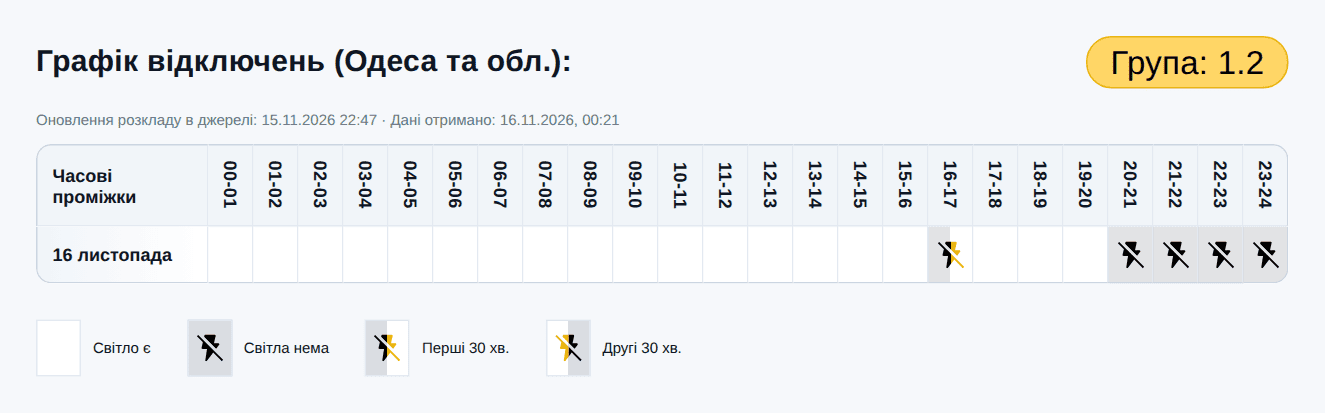 Графік відключень (Одеса та обл.):
Група: 1.2
Оновлення розкладу в джерелі: 15.11.2026 22:47 · Дані отримано: 16.11.2026, 00:21
Часові
проміжки
00-01
01-02
02-03
03-04
04-05
05-06
06-07
07-08
08-09
09-10
10-11
11-12
12-13
13-14
14-15
15-16
16-17
17-18
18-19
19-20
20-21
21-22
22-23
23-24
16 листопада
Світло є
Світла нема
Перші 30 хв.
Другі 30 хв.